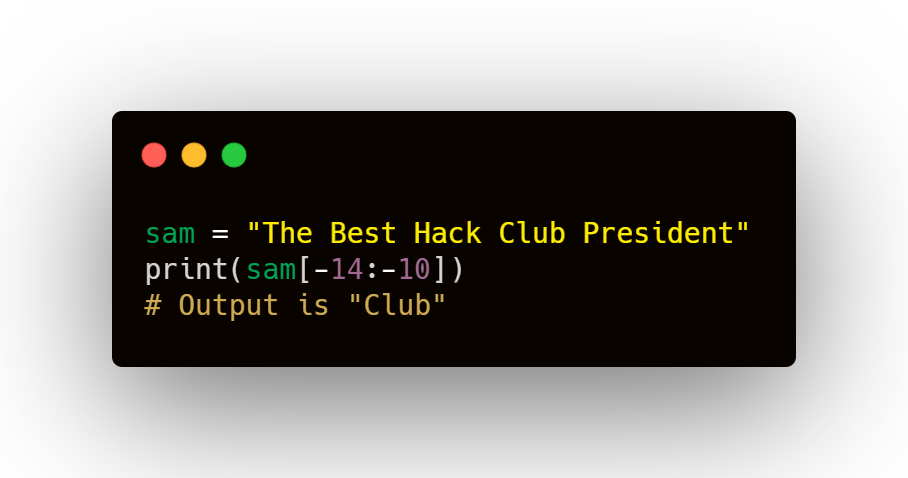 sam = "The Best Hack Club President"
print(sam[-14:-10])
# Output is "Club"